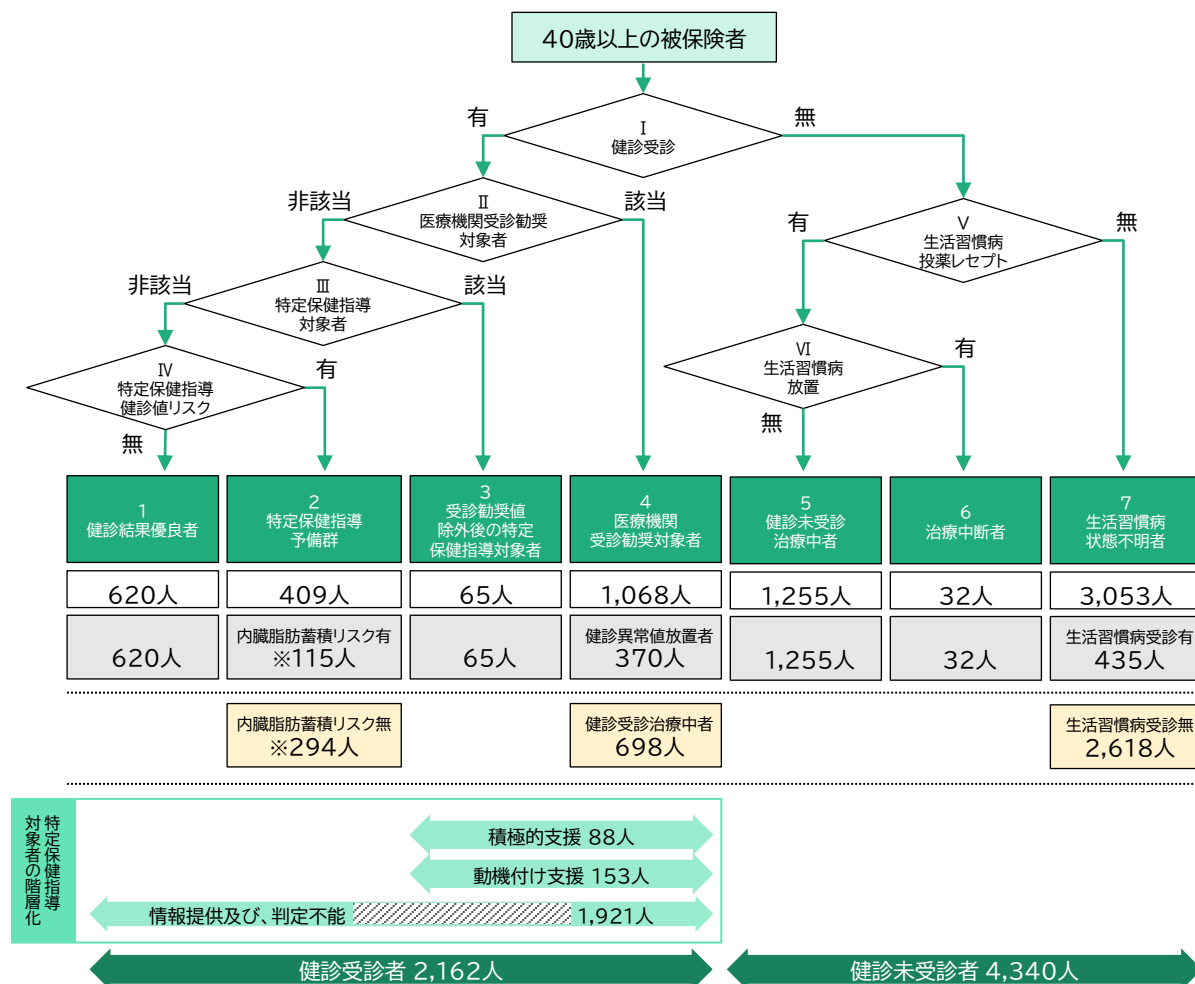 40歳以上の被保険者
Ⅰ
健診受診
有
無
Ⅱ
医療機関受診勧奨
対象者
非該当
該当
Ⅴ
生活習慣病
投薬レセプト
有
無
Ⅲ
特定保健指導
対象者
非該当
該当
Ⅵ
生活習慣病
放置
有
無
Ⅳ
特定保健指導
健診値リスク
有
無
1
健診結果優良者
2
特定保健指導
予備群
3
受診勧奨値
除外後の特定
保健指導対象者
4
医療機関
受診勧奨対象者
5
健診未受診
治療中者
6
治療中断者
7
生活習慣病
状態不明者
620人
409人
65人
1,068人
1,255人
32人
3,053人
620人
内臓脂肪蓄積リスク有
※115人
65人
健診異常値放置者
370人
1,255人
32人
生活習慣病受診有
435人
内臓脂肪蓄積リスク無
※294人
健診受診治療中者
698人
生活習慣病受診無
2,618人
特定保健指導
対象者の階層化
積極的支援 88人
動機付け支援 153人
情報提供及び、判定不能 1,921人
健診受診者 2,162人
健診未受診者 4,340人